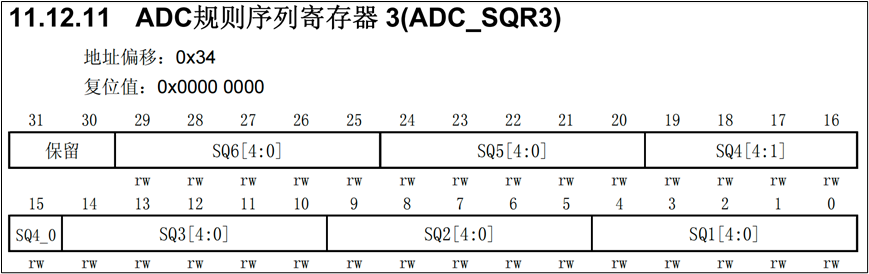 11.12.11 ADC规则序列寄存器 3(ADC_SQR3)
地址偏移：0x34
复位值：0x0000 0000
31 30 29 28 27 26 25 24 23 22 21 20 19 18 17 16
保留 SQ6[4:0] SQ5[4:0] SQ4[4:1]
rw rw rw rw rw rw rw rw rw rw rw rw rw rw
15 14 13 12 11 10 9 8 7 6 5 4 3 2 1 0
SQ4_0 SQ3[4:0] SQ2[4:0] SQ1[4:0]
rw rw rw rw rw rw rw rw rw rw rw rw rw rw rw rw